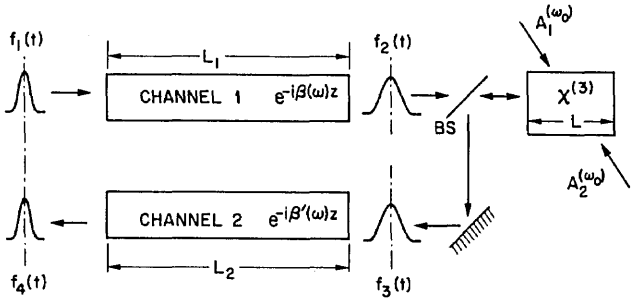 f₁(t)
L₁
f₂(t)
A₁^(ω₀)
CHANNEL 1 e^-iβ(ω)z
BS
χ^(3)
L
A₂^(ω₀)
CHANNEL 2 e^-iβ'(ω)z
f₄(t)
L₂
f₃(t)